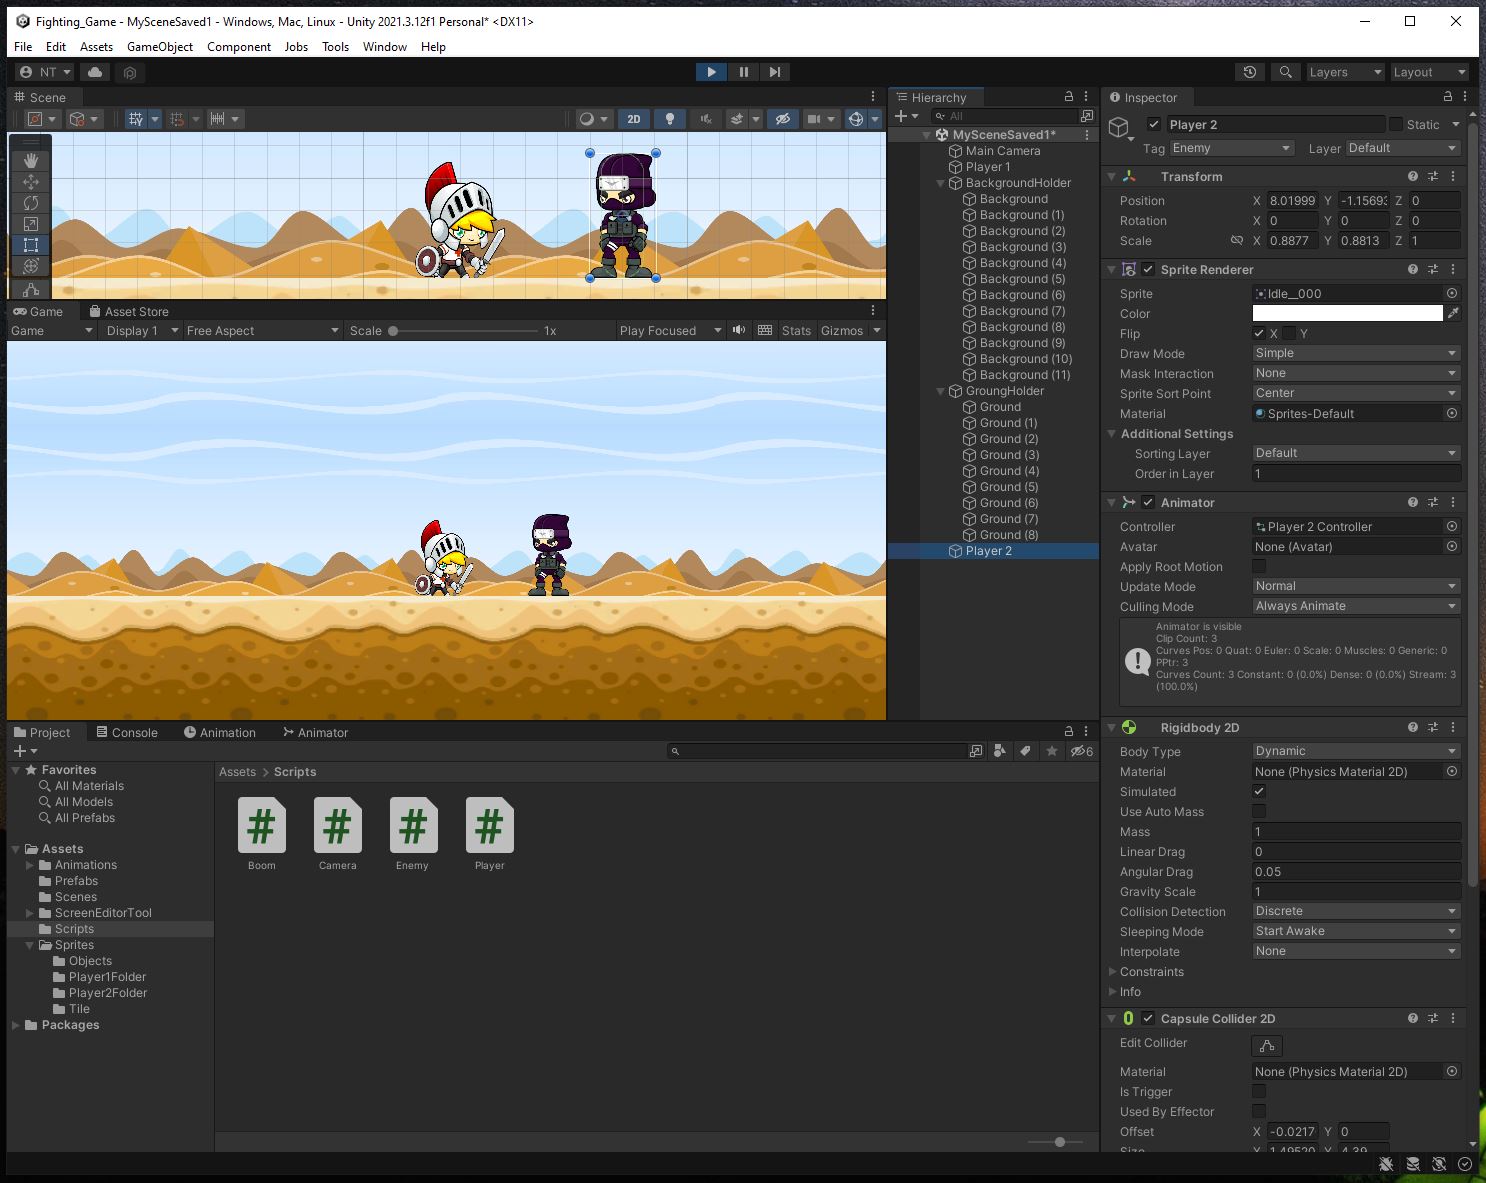 Fighting_Game - MySceneSaved1 - Windows, Mac, Linux - Unity 2021.3.12f1 Personal* <DX11>
File Edit Assets GameObject Component Jobs Tools Window Help
NT
Layers
Layout
Scene
2D
Game
Asset Store
Game
Display 1
Free Aspect
Scale
1x
Play Focused
Stats
Gizmos
Hierarchy
All
MySceneSaved1*
Main Camera
Player 1
BackgroundHolder
Background
Background (1)
Background (2)
Background (3)
Background (4)
Background (5)
Background (6)
Background (7)
Background (8)
Background (9)
Background (10)
Background (11)
GroungHolder
Ground
Ground (1)
Ground (2)
Ground (3)
Ground (4)
Ground (5)
Ground (6)
Ground (7)
Ground (8)
Player 2
Inspector
Player 2
Static
Tag Enemy
Layer Default
Transform
Position X 8.01999 Y -1.1569 Z 0
Rotation X 0 Y 0 Z 0
Scale X 0.8877 Y 0.8813 Z 1
Sprite Renderer
Sprite Idle__000
Color
Flip X Y
Draw Mode Simple
Mask Interaction None
Sprite Sort Point Center
Material Sprites-Default
Additional Settings
Sorting Layer Default
Order in Layer 1
Animator
Controller Player 2 Controller
Avatar None (Avatar)
Apply Root Motion
Update Mode Normal
Culling Mode Always Animate
Animator is visible
Clip Count: 3
Curves Pos: 0 Quat: 0 Euler: 0 Scale: 0 Muscles: 0 Generic: 0
PPtr: 3
Curves Count: 3 Constant: 0 (0.0%) Dense: 0 (0.0%) Stream: 3
(100.0%)
Rigidbody 2D
Body Type Dynamic
Material None (Physics Material 2D)
Simulated
Use Auto Mass
Mass 1
Linear Drag 0
Angular Drag 0.05
Gravity Scale 1
Collision Detection Discrete
Sleeping Mode Start Awake
Interpolate None
Constraints
Info
Capsule Collider 2D
Edit Collider
Material None (Physics Material 2D)
Is Trigger
Used By Effector
Offset X -0.0217 Y 0
Size X 1.49520 Y 4.39
Project
Console
Animation
Animator
6
Favorites
All Materials
All Models
All Prefabs
Assets
Animations
Prefabs
Scenes
ScreenEditorTool
Scripts
Sprites
Objects
Player1Folder
Player2Folder
Tile
Packages
Assets > Scripts
Boom
Camera
Enemy
Player